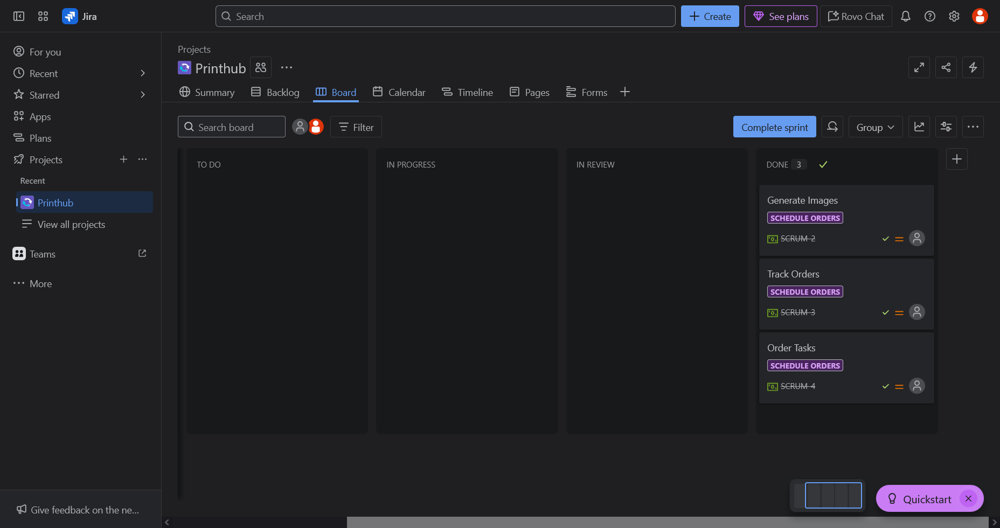 Jira
Search
Create
See plans
Rovo Chat
For you
Recent
Starred
Apps
Plans
Projects
Recent
Printhub
View all projects
Teams
More
Give feedback on the ne...
Projects
Printhub
Summary
Backlog
Board
Calendar
Timeline
Pages
Forms
Search board
Filter
Complete sprint
Group
TO DO
IN PROGRESS
IN REVIEW
DONE 3
Generate Images
SCHEDULE ORDERS
SCRUM-2
Track Orders
SCHEDULE ORDERS
SCRUM-3
Order Tasks
SCHEDULE ORDERS
SCRUM-4
Quickstart